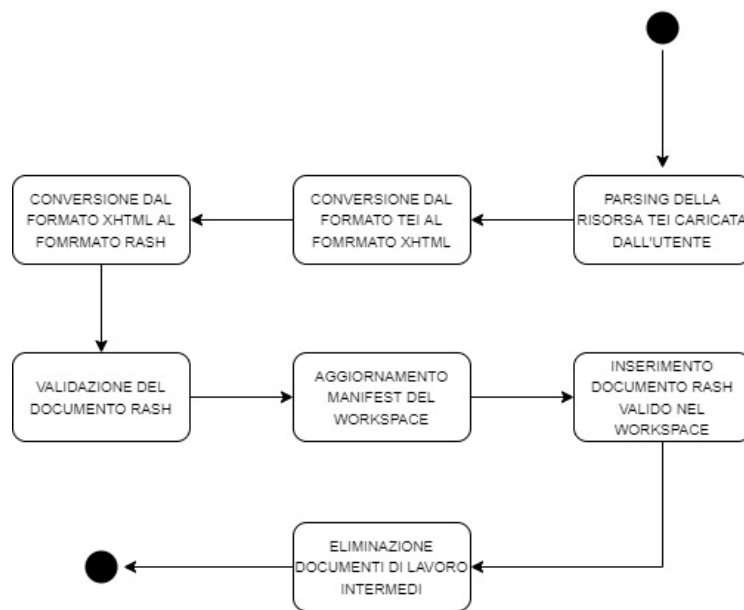 PARSING DELLA
RISORSA TEI CARICATA
DALL'UTENTE
CONVERSIONE DAL
FORMATO TEI AL
FOMRMATO XHTML
CONVERSIONE DAL
FORMATO XHTML AL
FOMRMATO RASH
VALIDAZIONE DEL
DOCUMENTO RASH
AGGIORNAMENTO
MANIFEST DEL
WORKSPACE
INSERIMENTO
DOCUMENTO RASH
VALIDO NEL
WORKSPACE
ELIMINAZIONE
DOCUMENTI DI LAVORO
INTERMEDI